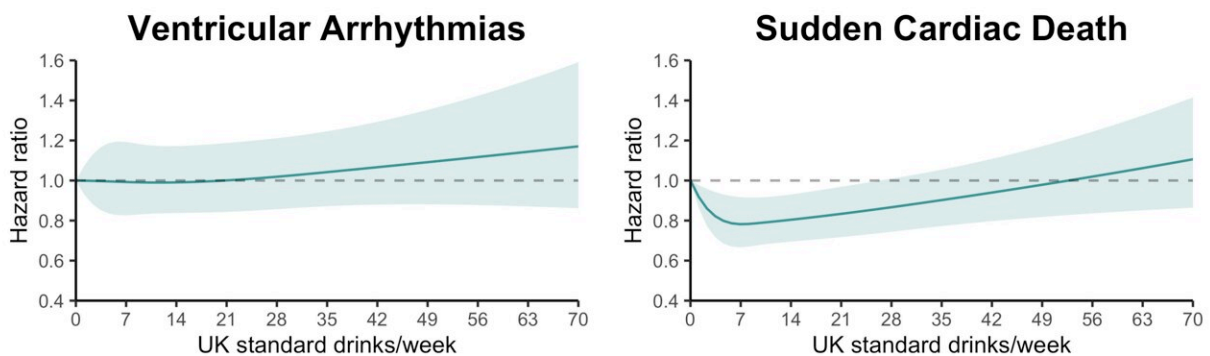 Ventricular Arrhythmias
Hazard ratio
1.6
1.4
1.2
1.0
0.8
0.6
0.4
0 7 14 21 28 35 42 49 56 63 70
UK standard drinks/week
Sudden Cardiac Death
Hazard ratio
1.6
1.4
1.2
1.0
0.8
0.6
0.4
0 7 14 21 28 35 42 49 56 63 70
UK standard drinks/week